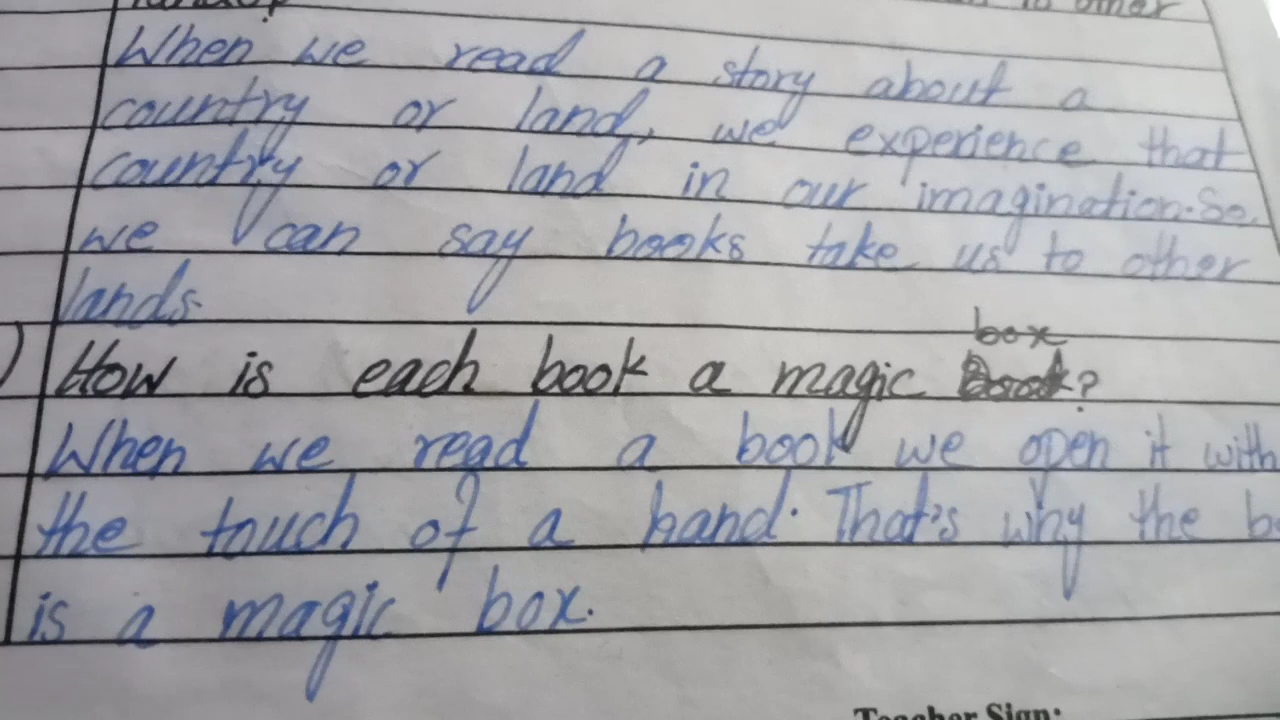 other
When we read a story about a
country or land, we experience that
country or land in our imagination. So,
we can say books take us to other
lands.
box
) How is each book a magic ?
When we read a book we open it with
the touch of a hand. That's why the
is a magic box.
Teacher Sign: